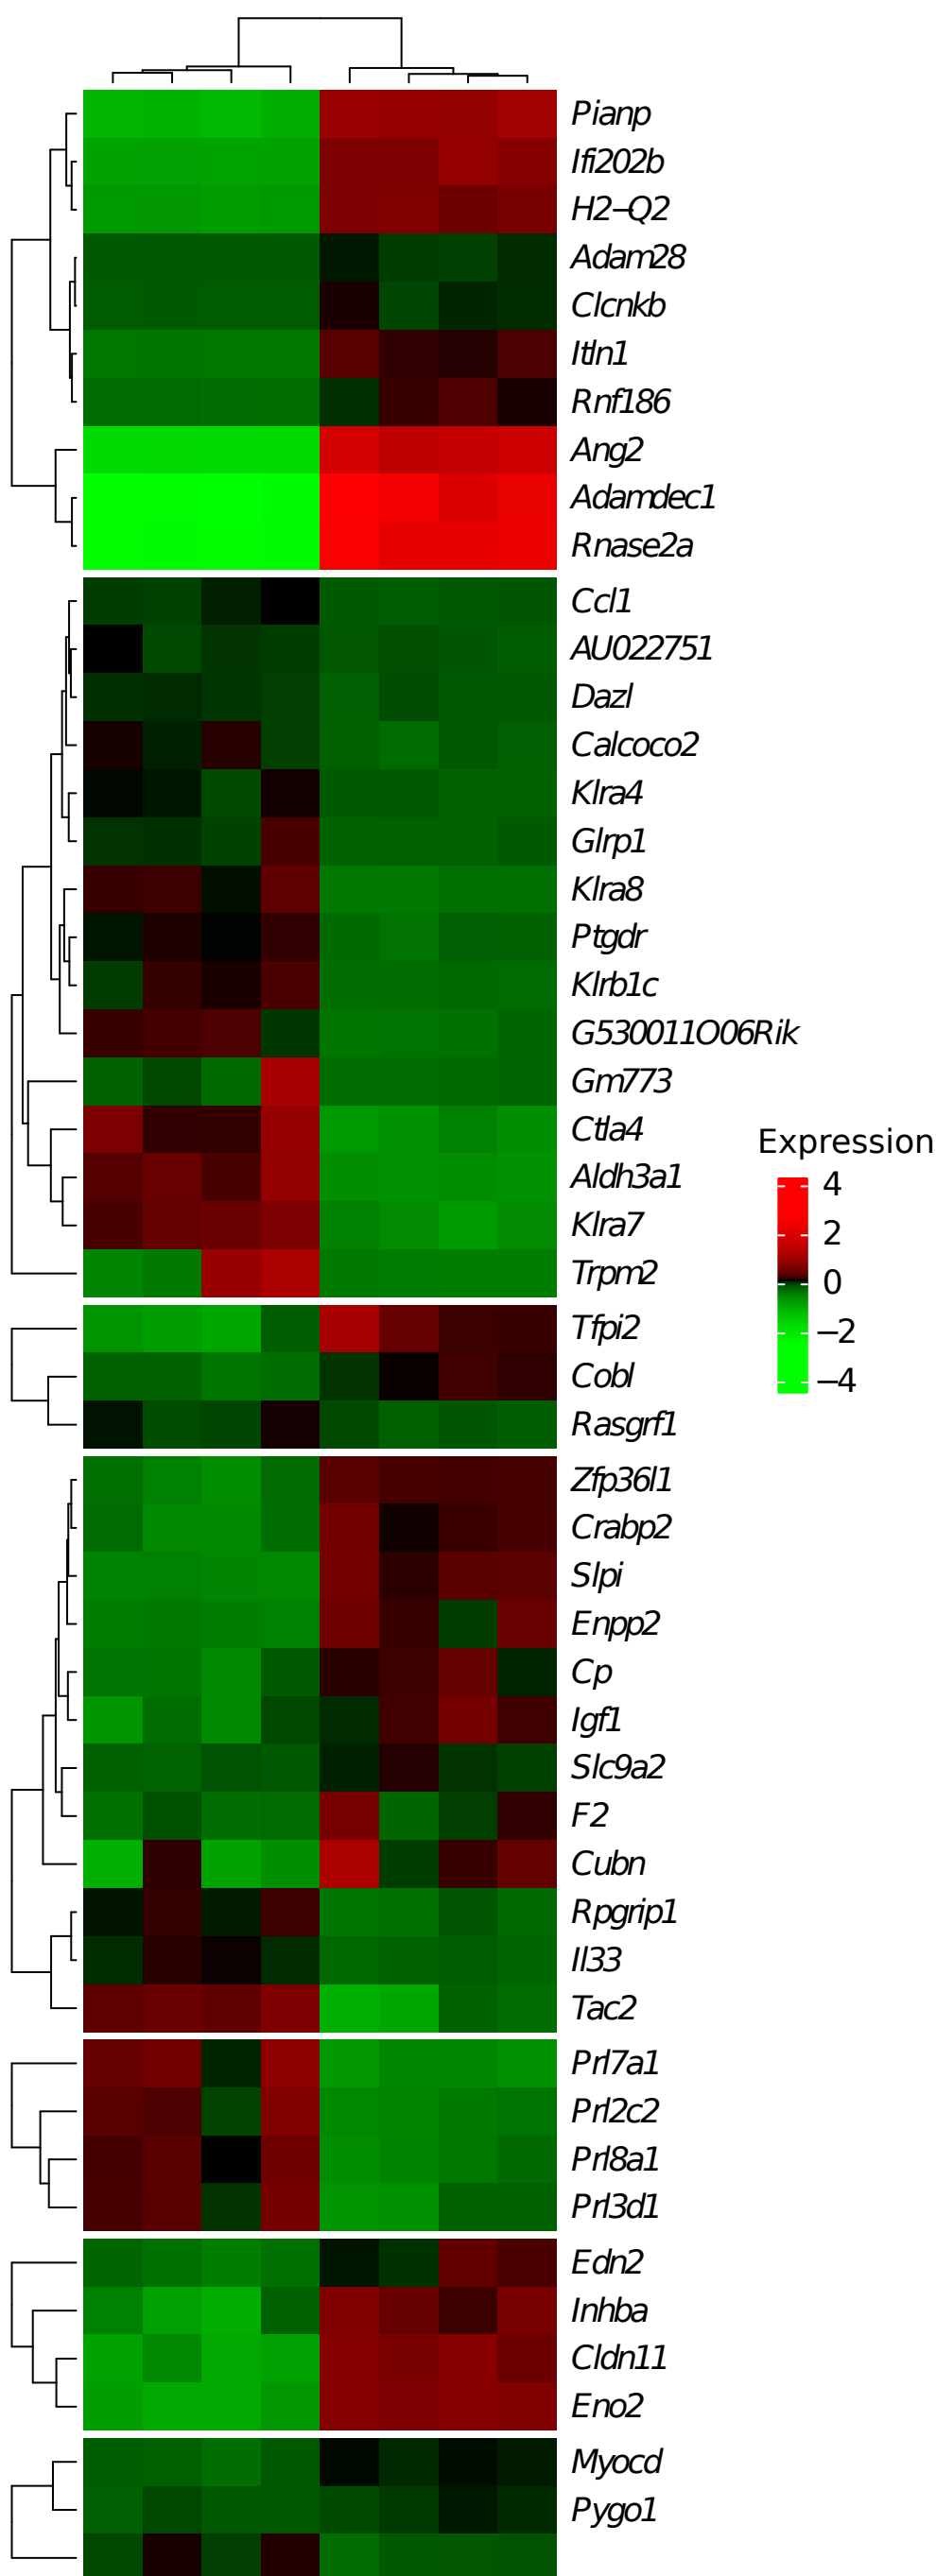 Pianp
Ifi202b
H2−Q2
Adam28
Clcnkb
Itln1
Rnf186
Ang2
Adamdec1
Rnase2a
Ccl1
AU022751
Dazl
Calcoco2
Klra4
Glrp1
Klra8
Ptgdr
Klrb1c
G530011O06Rik
Gm773
Ctla4
Aldh3a1
Klra7
Trpm2
Expression
4
2
0
−2
−4
Tfpi2
Cobl
Rasgrf1
Zfp36l1
Crabp2
Slpi
Enpp2
Cp
Igf1
Slc9a2
F2
Cubn
Rpgrip1
Il33
Tac2
Prl7a1
Prl2c2
Prl8a1
Prl3d1
Edn2
Inhba
Cldn11
Eno2
Myocd
Pygo1